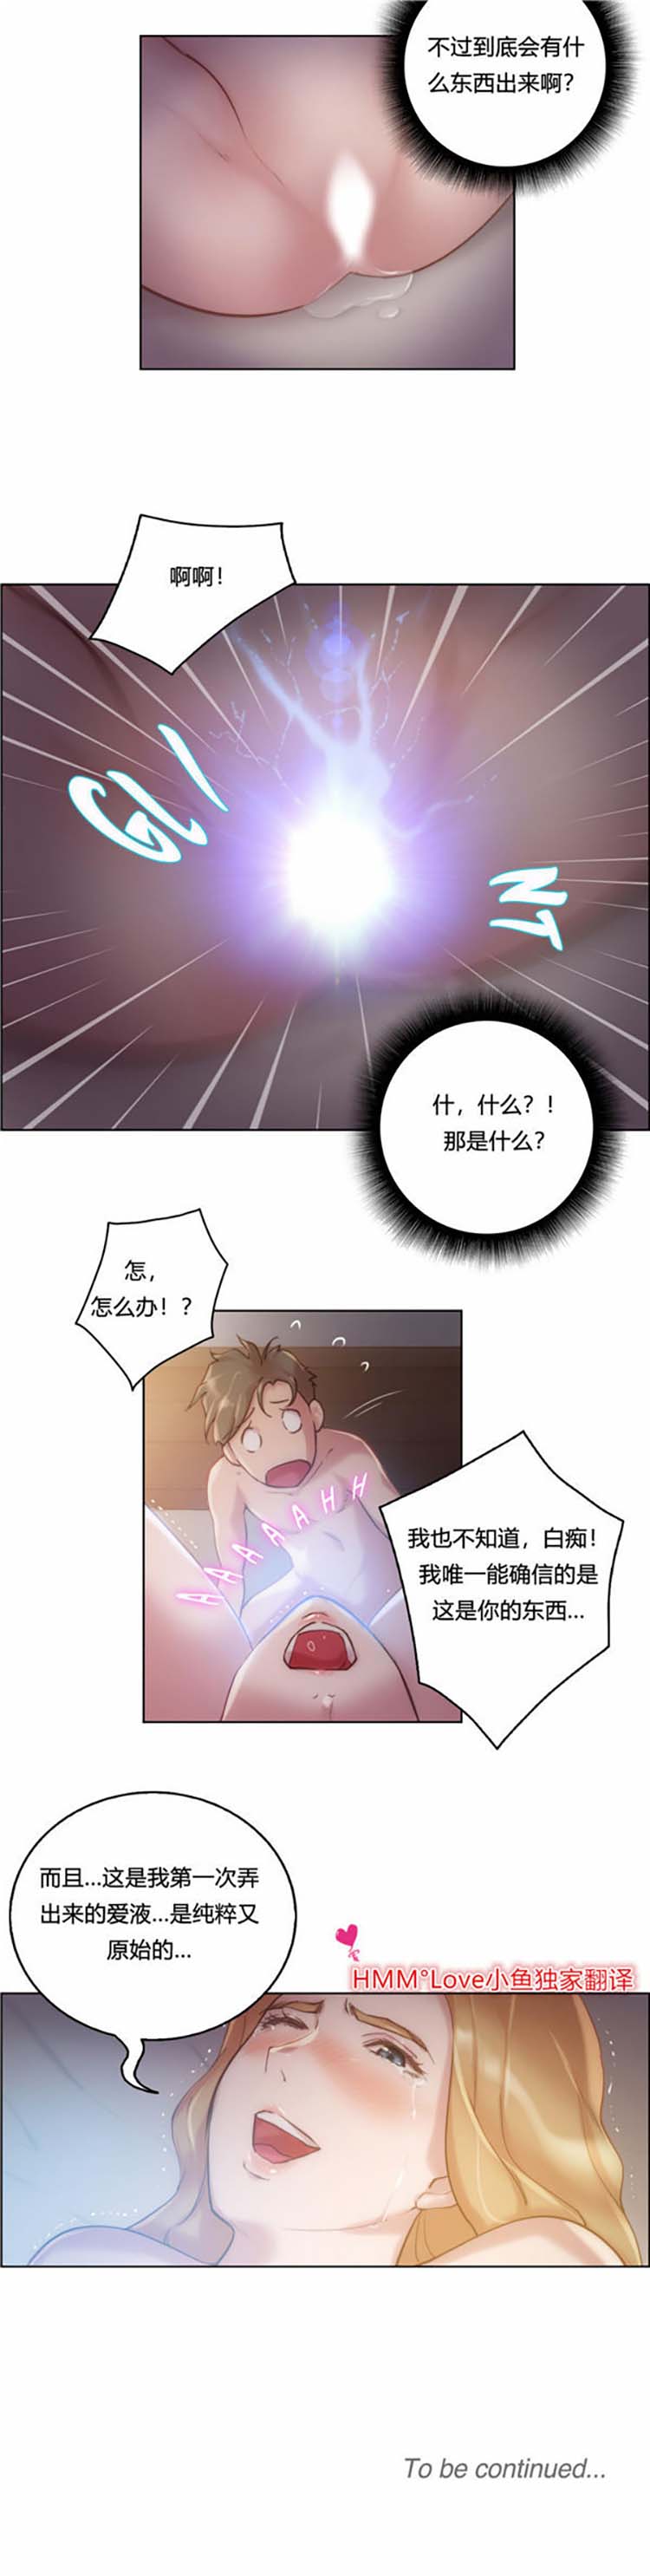 不过到底会有什
么东西出来啊?
啊啊!
什，什么?!
那是什么?
怎，
怎么办!?
AAAAAHH
我也不知道，白痴!
我唯一能确信的是
这是你的东西...
而且...这是我第一次弄
出来的爱液...是纯粹又
原始的...
HMM°Love小鱼独家翻译
To be continued...